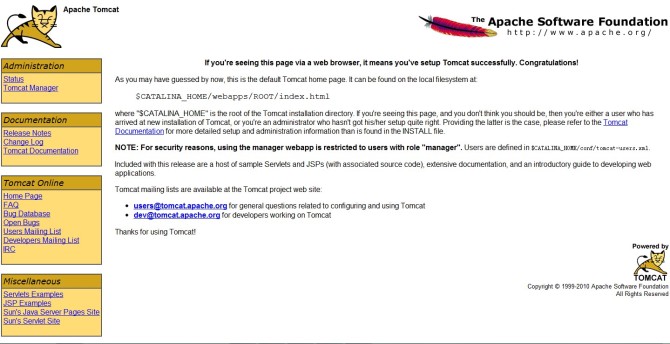 Apache Tomcat
The Apache Software Foundation
http://www.apache.org/
Administration
Status
Tomcat Manager
Documentation
Release Notes
Change Log
Tomcat Documentation
Tomcat Online
Home Page
FAQ
Bug Database
Open Bugs
Users Mailing List
Developers Mailing List
IRC
Miscellaneous
Servlets Examples
JSP Examples
Sun's Java Server Pages Site
Sun's Servlet Site
If you're seeing this page via a web browser, it means you've setup Tomcat successfully. Congratulations!
As you may have guessed by now, this is the default Tomcat home page. It can be found on the local filesystem at:
$CATALINA_HOME/webapps/ROOT/index.html
where "$CATALINA_HOME" is the root of the Tomcat installation directory. If you're seeing this page, and you don't think you should be, then you're either a user who has
arrived at new installation of Tomcat, or you're an administrator who hasn't got his/her setup quite right. Providing the latter is the case, please refer to the Tomcat
Documentation for more detailed setup and administration information than is found in the INSTALL file.
NOTE: For security reasons, using the manager webapp is restricted to users with role "manager". Users are defined in $CATALINA_HOME/conf/tomcat-users.xml.
Included with this release are a host of sample Servlets and JSPs (with associated source code), extensive documentation, and an introductory guide to developing web
applications.
Tomcat mailing lists are available at the Tomcat project web site:
• users@tomcat.apache.org for general questions related to configuring and using Tomcat
• dev@tomcat.apache.org for developers working on Tomcat
Thanks for using Tomcat!
Powered by
TOMCAT
Copyright © 1999-2010 Apache Software Foundation
All Rights Reserved